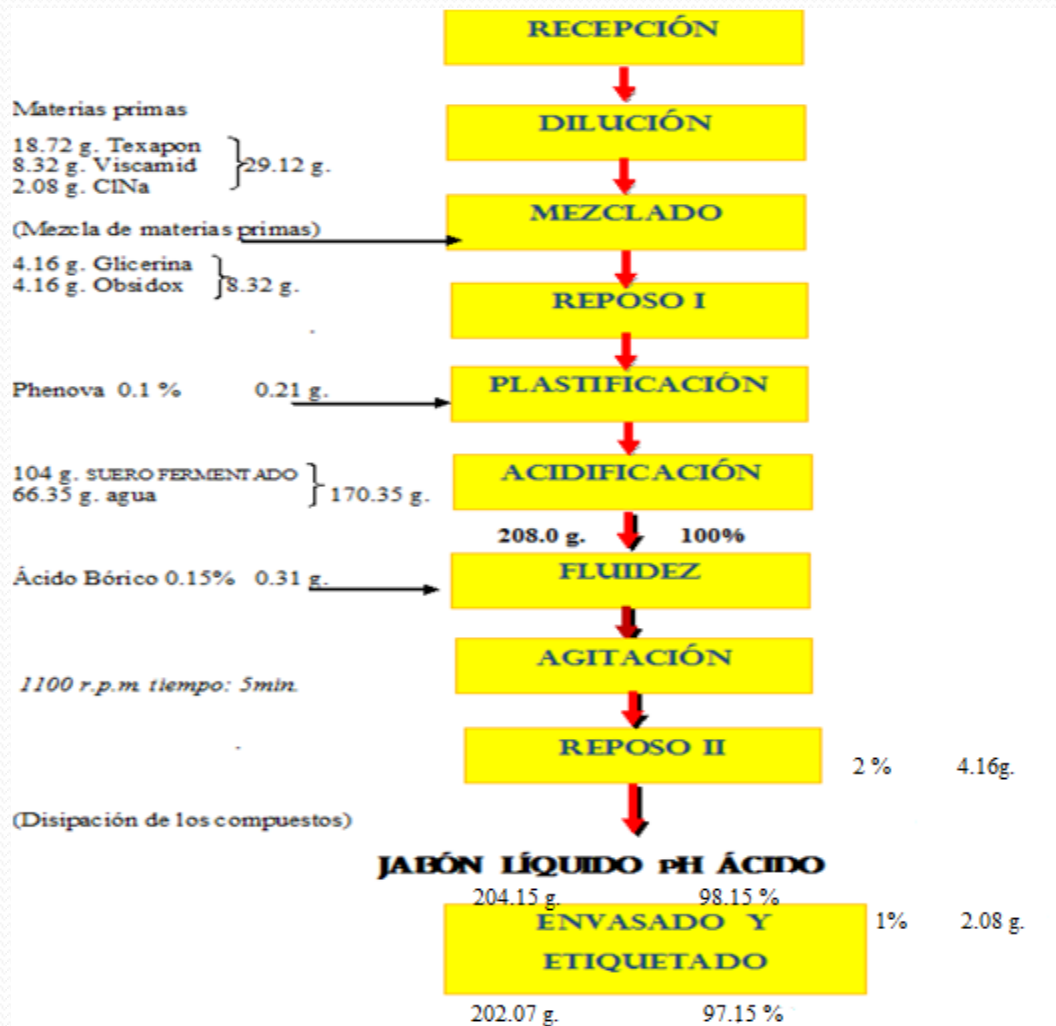 RECEPCIÓN
Materias primas
DILUCIÓN
18.72 g. Texapon
8.32 g. Viscamid
29.12 g.
2.08 g. ClNa
MEZCLADO
(Mezcla de materias primas)
4.16 g. Glicerina
4.16 g. Obsidox
8.32 g.
REPOSO I
Phenova 0.1 % 0.21 g.
PLASTIFICACIÓN
104 g. SUERO FERMENTADO
66.35 g. agua
170.35 g.
ACIDIFICACIÓN
208.0 g. 100%
Ácido Bórico 0.15% 0.31 g.
FLUIDEZ
AGITACIÓN
1100 r.p.m. tiempo: 5min.
REPOSO II
2 % 4.16g.
(Disipación de los compuestos)
JABÓN LÍQUIDO pH ÁCIDO
204.15 g. 98.15 %
ENVASADO Y
ETIQUETADO
1% 2.08 g.
202.07 g. 97.15 %